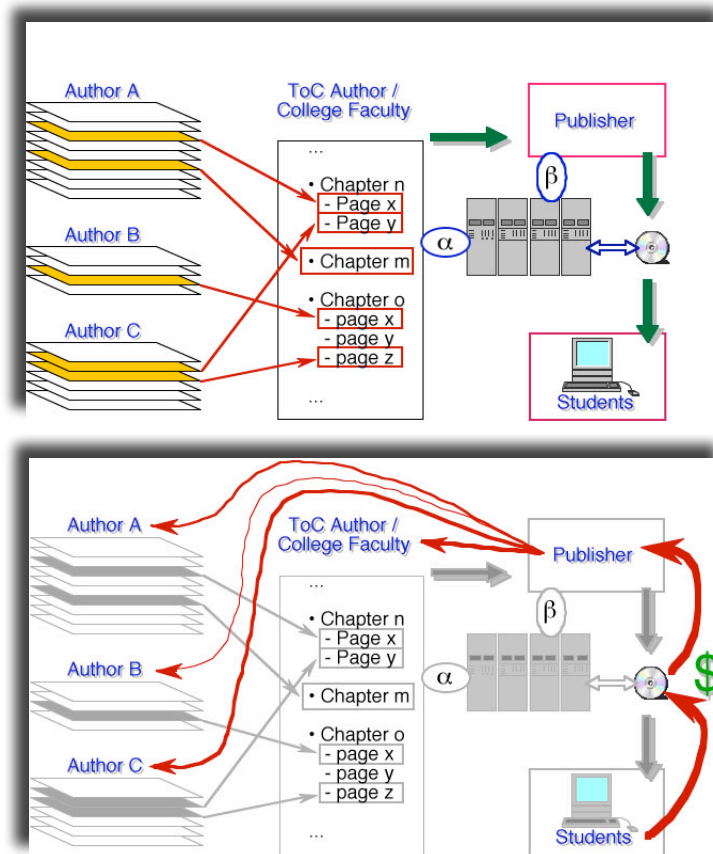 Author A
ToC Author /
College Faculty
Publisher
...
• Chapter n
- Page x
- Page y
β
α
Author B
• Chapter m
• Chapter o
- page x
- page y
- page z
Author C
...
Students
Author A
ToC Author /
College Faculty
Publisher
...
• Chapter n
- Page x
- Page y
β
α
$
Author B
• Chapter m
• Chapter o
- page x
- page y
- page z
Author C
...
Students